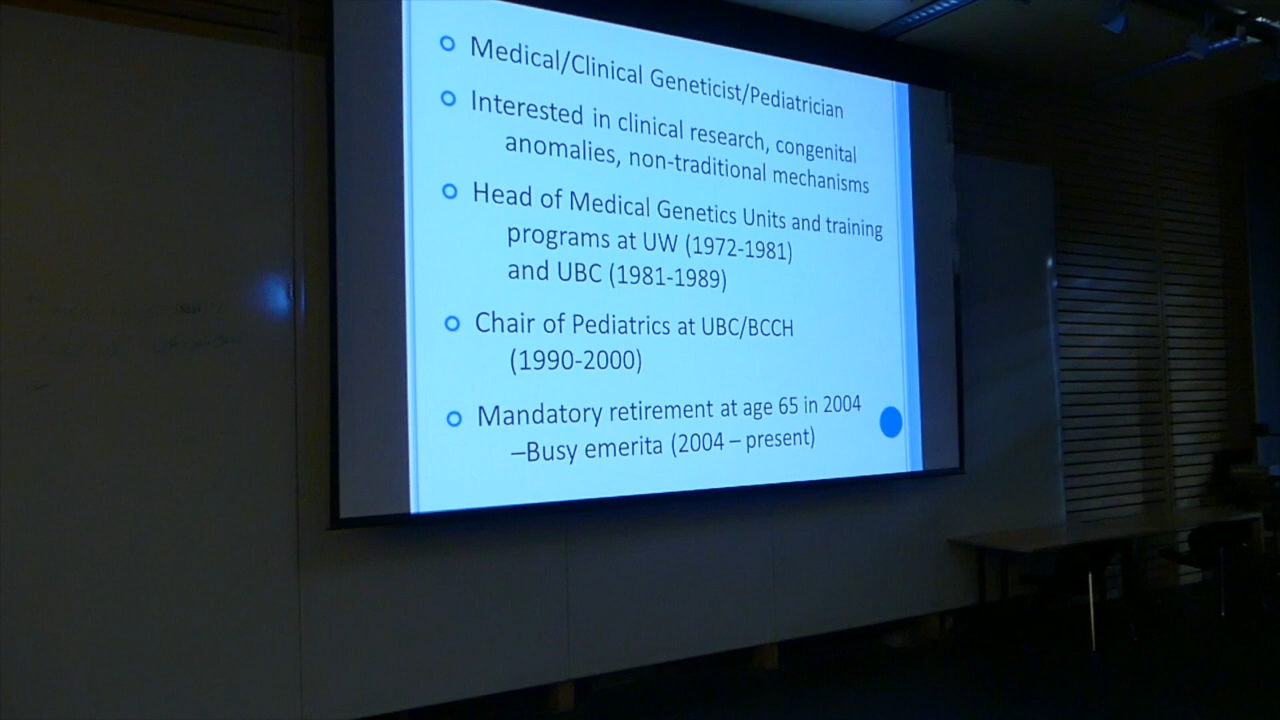 Medical/Clinical Geneticist/Pediatrician
Interested in clinical research, congenital
anomalies, non-traditional mechanisms
Head of Medical Genetics Units and training
programs at UW (1972-1981)
and UBC (1981-1989)
Chair of Pediatrics at UBC/BCCH
(1990-2000)
Mandatory retirement at age 65 in 2004
–Busy emerita (2004 – present)